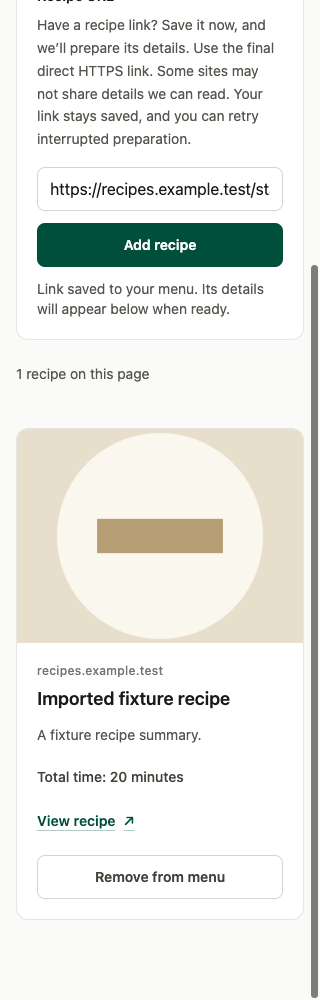 Have a recipe link? Save it now, and
we’ll prepare its details. Use the final
direct HTTPS link. Some sites may
not share details we can read. Your
link stays saved, and you can retry
interrupted preparation.
https://recipes.example.test/st
Add recipe
Link saved to your menu. Its details
will appear below when ready.
1 recipe on this page
recipes.example.test
Imported fixture recipe
A fixture recipe summary.
Total time: 20 minutes
View recipe ↗
Remove from menu